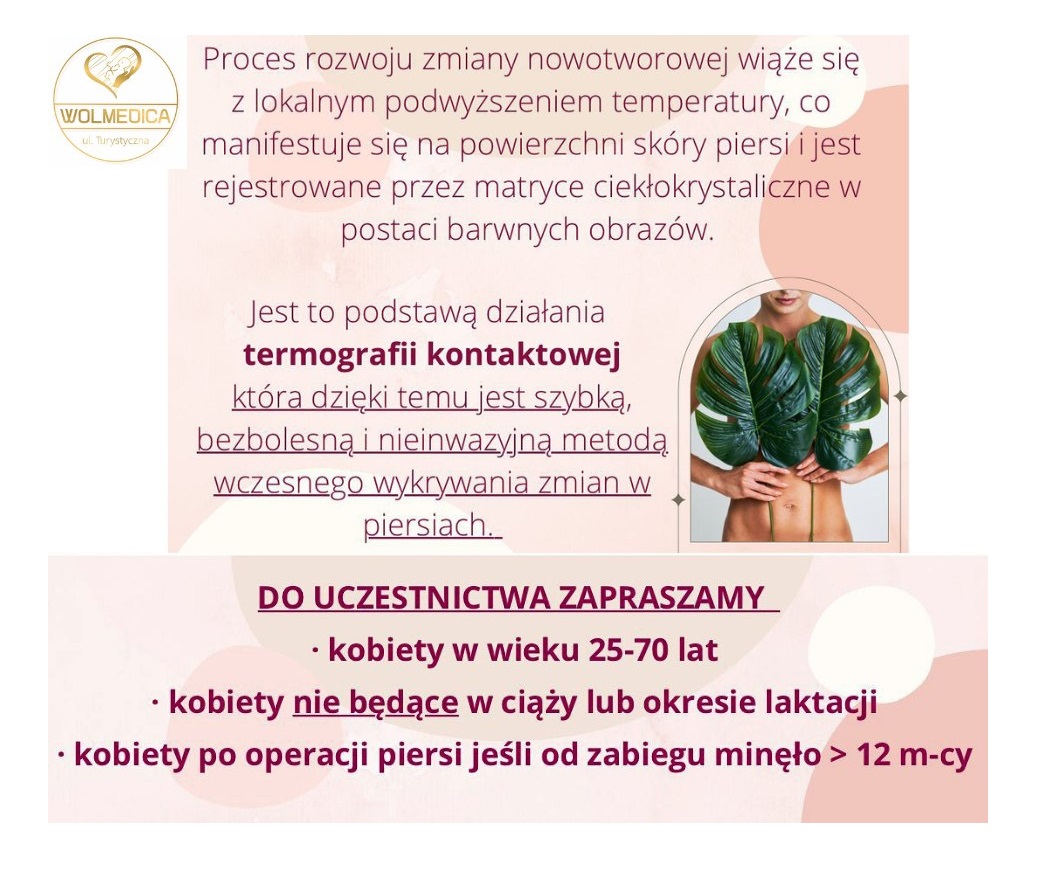 WOLMEDICA
ul. Turystyczna
Proces rozwoju zmiany nowotworowej wiąże się
z lokalnym podwyższeniem temperatury, co
manifestuje się na powierzchni skóry piersi i jest
rejestrowane przez matryce ciekłokrystaliczne w
postaci barwnych obrazów.
Jest to podstawą działania
termografii kontaktowej
która dzięki temu jest szybką,
bezbolesną i nieinwazyjną metodą
wczesnego wykrywania zmian w
piersiach.
DO UCZESTNICTWA ZAPRASZAMY
· kobiety w wieku 25-70 lat
· kobiety nie będące w ciąży lub okresie laktacji
· kobiety po operacji piersi jeśli od zabiegu minęło > 12 m-cy